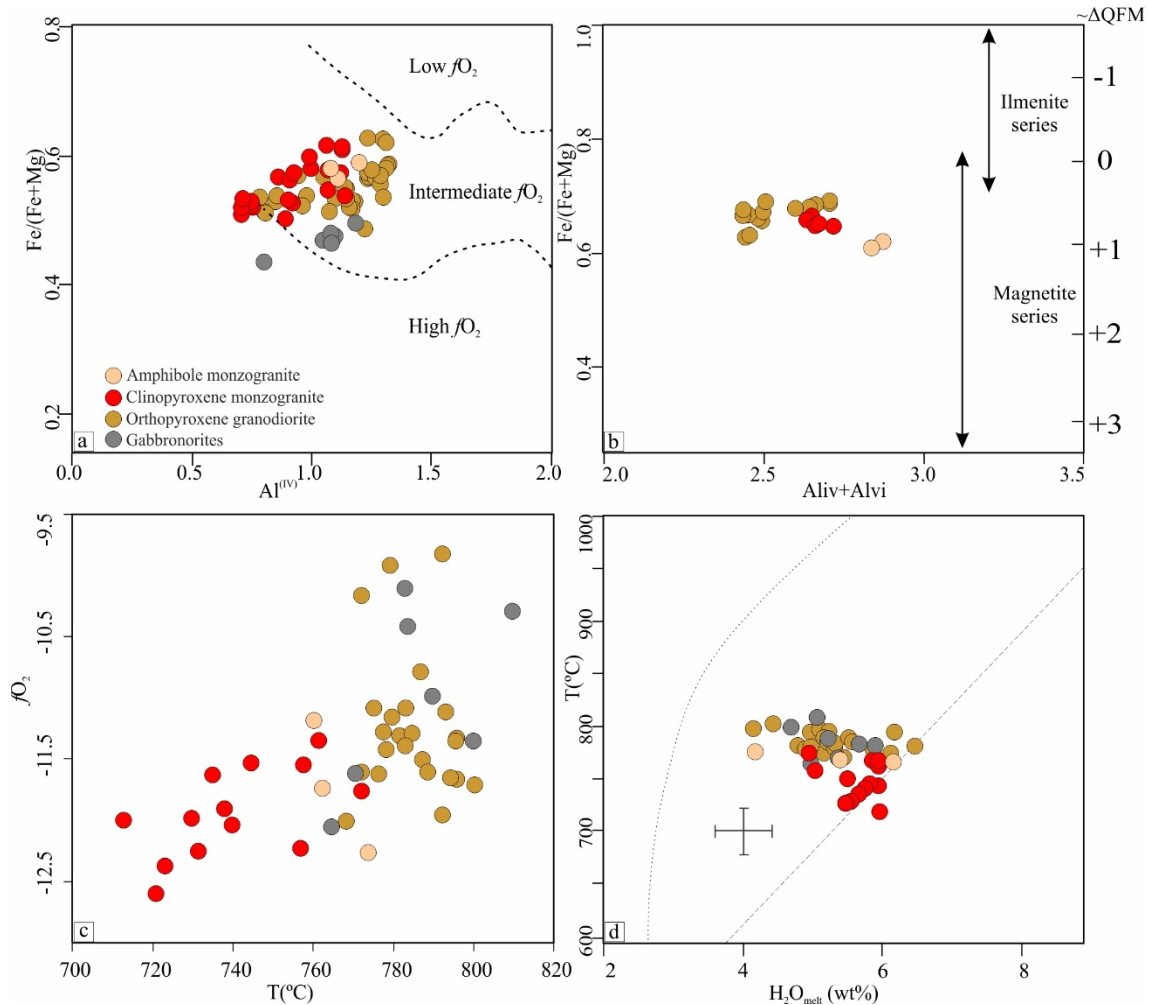 0.8
0.6
0.4
0.2
Fe/(Fe+Mg)
Low fO₂
Intermediate fO₂
High fO₂
Amphibole monzogranite
Clinopyroxene monzogranite
Orthopyroxene granodiorite
Gabbronorites
a
0.0
0.5
1.0
1.5
2.0
Al⁽ᴵⱽ⁾
~ΔQFM
1.0
0.8
0.6
0.4
Fe/(Fe+Mg)
Ilmenite
series
Magnetite
series
-1
0
+1
+2
+3
b
2.0
2.5
3.0
3.5
Aliv+Alvi
-9.5
-10.5
-11.5
-12.5
fO₂
c
700
720
740
760
780
800
820
T(ºC)
1000
900
800
700
600
T(ºC)
d
2
4
6
8
H₂Oₘₑₗₜ (wt%)